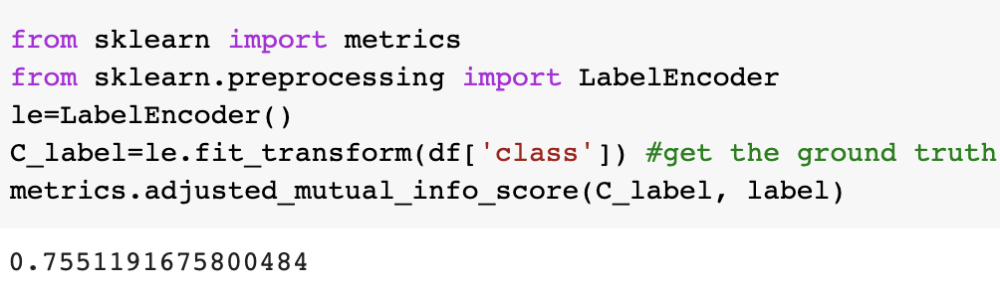 from sklearn import metrics
from sklearn.preprocessing import LabelEncoder
le=LabelEncoder()
C_label=le.fit_transform(df['class']) #get the ground truth
metrics.adjusted_mutual_info_score(C_label, label)
0.7551191675800484